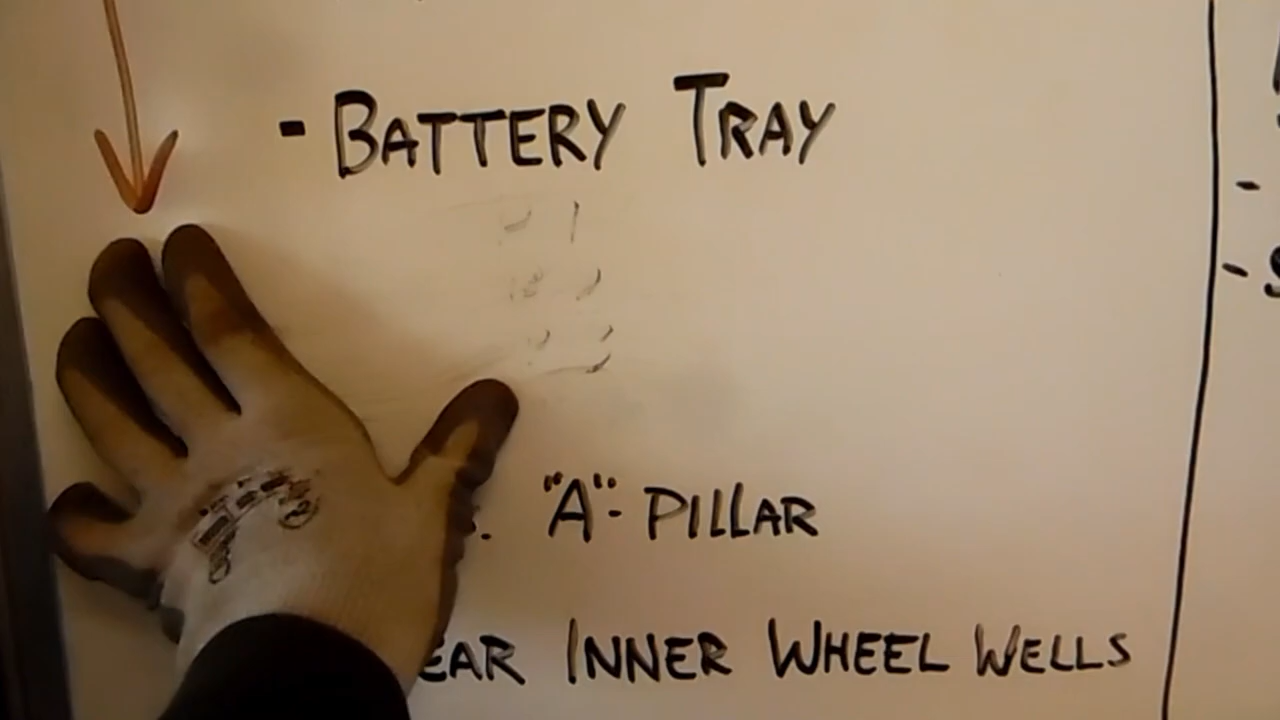 - BATTERY TRAY
. "A"- PILLAR
EAR INNER WHEEL WELLS